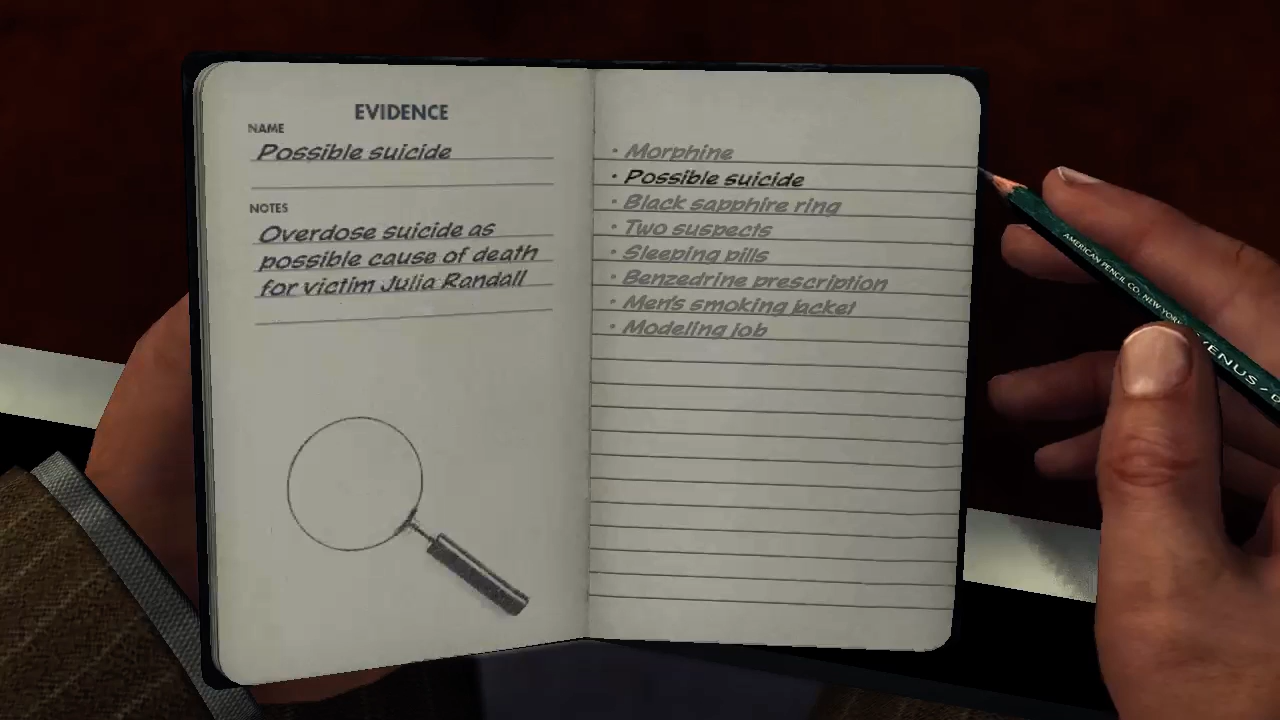 EVIDENCE
NAME
Possible suicide
NOTES
Overdose suicide as
possible cause of death
for victim Julia Randall
• Morphine
• Possible suicide
• Black sapphire ring
• Two suspects
• Sleeping pills
• Benzedrine prescription
• Men's smoking jacket
• Modeling job
AMERICAN PENCIL CO. NEW YORK
VENUS /